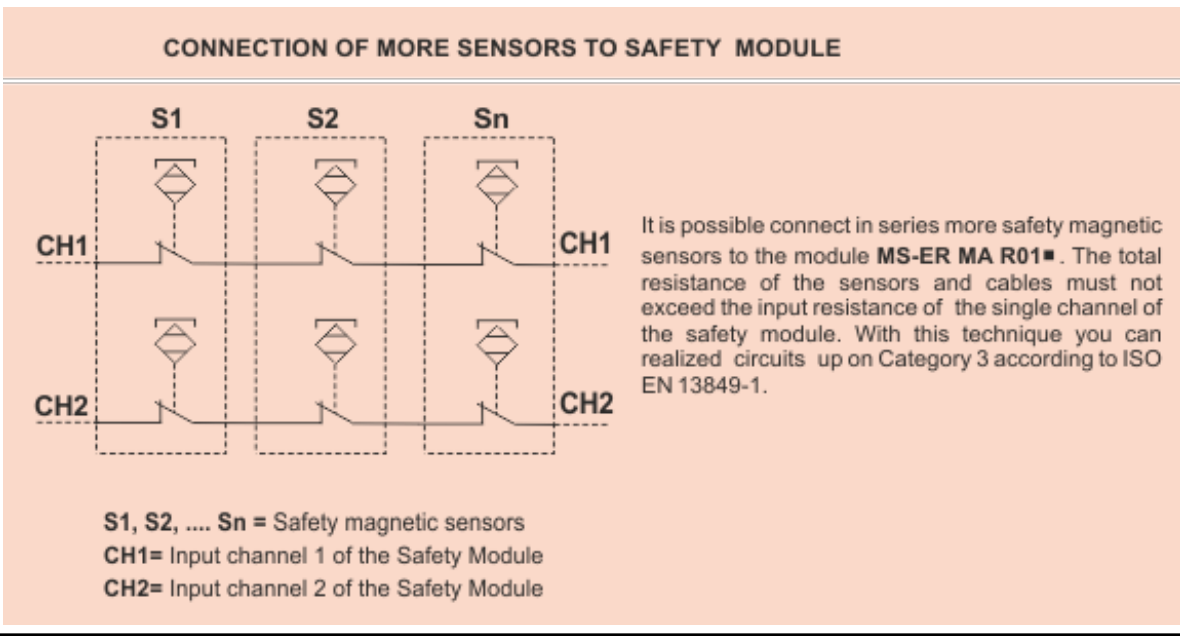 CONNECTION OF MORE SENSORS TO SAFETY MODULE
S1 S2 Sn
CH1 CH1
CH2 CH2
It is possible connect in series more safety magnetic
sensors to the module MS-ER MA R01■. The total
resistance of the sensors and cables must not
exceed the input resistance of the single channel of
the safety module. With this technique you can
realized circuits up on Category 3 according to ISO
EN 13849-1.
S1, S2, .... Sn = Safety magnetic sensors
CH1= Input channel 1 of the Safety Module
CH2= Input channel 2 of the Safety Module